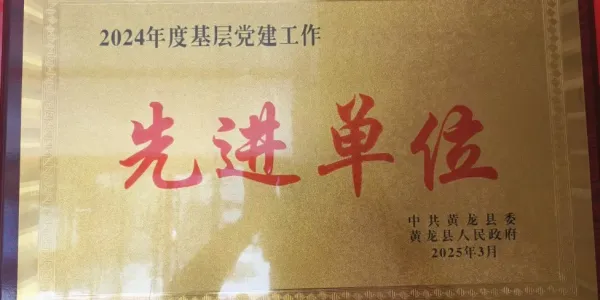 2024年度基层党建工作
先进单位
中共黄龙县委
黄龙县人民政府
2025年3月